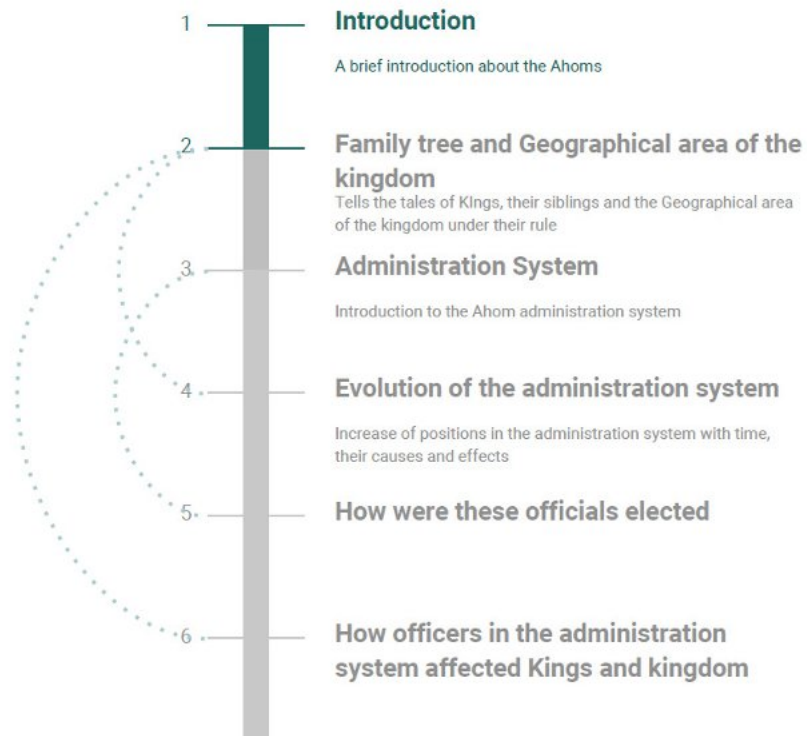 1
Introduction
A brief introduction about the Ahoms
2
Family tree and Geographical area of the
kingdom
Tells the tales of KIngs, their siblings and the Geographical area
of the kingdom under their rule
3
Administration System
Introduction to the Ahom administration system
4
Evolution of the administration system
Increase of positions in the administration system with time,
their causes and effects
5
How were these officials elected
6
How officers in the administration
system affected Kings and kingdom